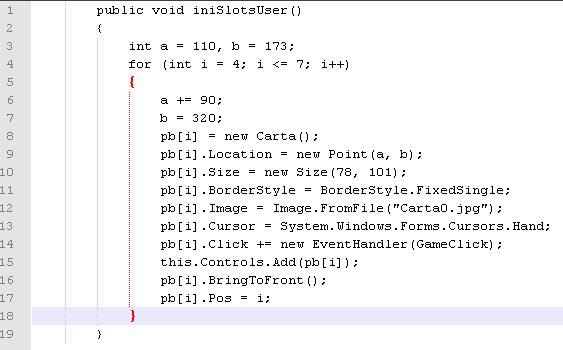 1 public void iniSlotsUser()
2 {
3 int a = 110, b = 173;
4 for (int i = 4; i <= 7; i++)
5 {
6 a += 90;
7 b = 320;
8 pb[i] = new Carta();
9 pb[i].Location = new Point(a, b);
10 pb[i].Size = new Size(78, 101);
11 pb[i].BorderStyle = BorderStyle.FixedSingle;
12 pb[i].Image = Image.FromFile("Carta0.jpg");
13 pb[i].Cursor = System.Windows.Forms.Cursors.Hand;
14 pb[i].Click += new EventHandler(GameClick);
15 this.Controls.Add(pb[i]);
16 pb[i].BringToFront();
17 pb[i].Pos = i;
18 }
19 }